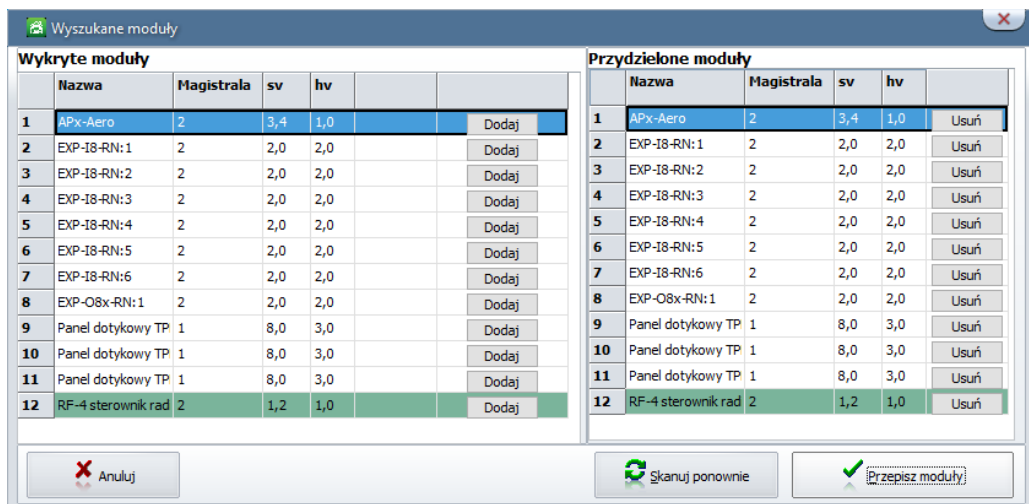 Wyszukane moduły
Wykryte moduły
Nazwa Magistrala sv hv
1 APx-Aero 2 3,4 1,0 Dodaj
2 EXP-I8-RN:1 2 2,0 2,0 Dodaj
3 EXP-I8-RN:2 2 2,0 2,0 Dodaj
4 EXP-I8-RN:3 2 2,0 2,0 Dodaj
5 EXP-I8-RN:4 2 2,0 2,0 Dodaj
6 EXP-I8-RN:5 2 2,0 2,0 Dodaj
7 EXP-I8-RN:6 2 2,0 2,0 Dodaj
8 EXP-O8x-RN:1 2 2,0 2,0 Dodaj
9 Panel dotykowy TP 1 8,0 3,0 Dodaj
10 Panel dotykowy TP 1 8,0 3,0 Dodaj
11 Panel dotykowy TP 1 8,0 3,0 Dodaj
12 RF-4 sterownik rad 2 1,2 1,0 Dodaj
Przydzielone moduły
Nazwa Magistrala sv hv
1 APx-Aero 2 3,4 1,0 Usuń
2 EXP-I8-RN:1 2 2,0 2,0 Usuń
3 EXP-I8-RN:2 2 2,0 2,0 Usuń
4 EXP-I8-RN:3 2 2,0 2,0 Usuń
5 EXP-I8-RN:4 2 2,0 2,0 Usuń
6 EXP-I8-RN:5 2 2,0 2,0 Usuń
7 EXP-I8-RN:6 2 2,0 2,0 Usuń
8 EXP-O8x-RN:1 2 2,0 2,0 Usuń
9 Panel dotykowy TP 1 8,0 3,0 Usuń
10 Panel dotykowy TP 1 8,0 3,0 Usuń
11 Panel dotykowy TP 1 8,0 3,0 Usuń
12 RF-4 sterownik rad 2 1,2 1,0 Usuń
Anuluj
Skanuj ponownie
Przepisz moduły